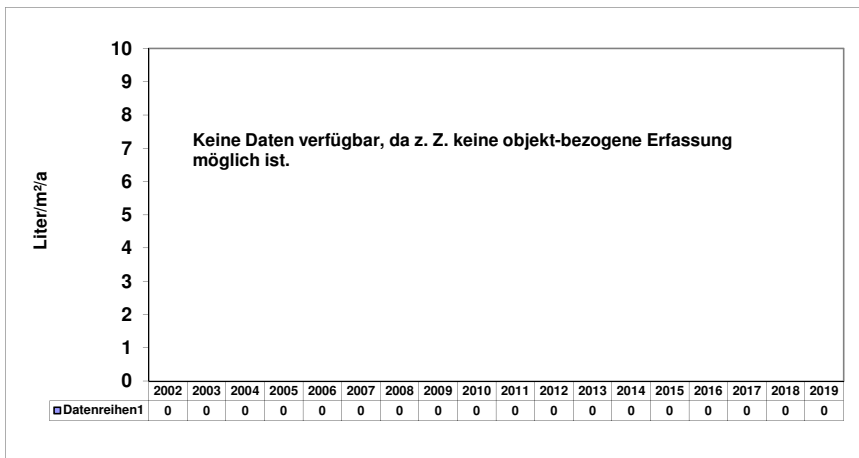 10
9
8
7
6
5
4
3
2
1
0
Liter/m²/a
Keine Daten verfügbar, da z. Z. keine objekt-bezogene Erfassung
möglich ist.
2002 2003 2004 2005 2006 2007 2008 2009 2010 2011 2012 2013 2014 2015 2016 2017 2018 2019
Datenreihen1 0 0 0 0 0 0 0 0 0 0 0 0 0 0 0 0 0 0